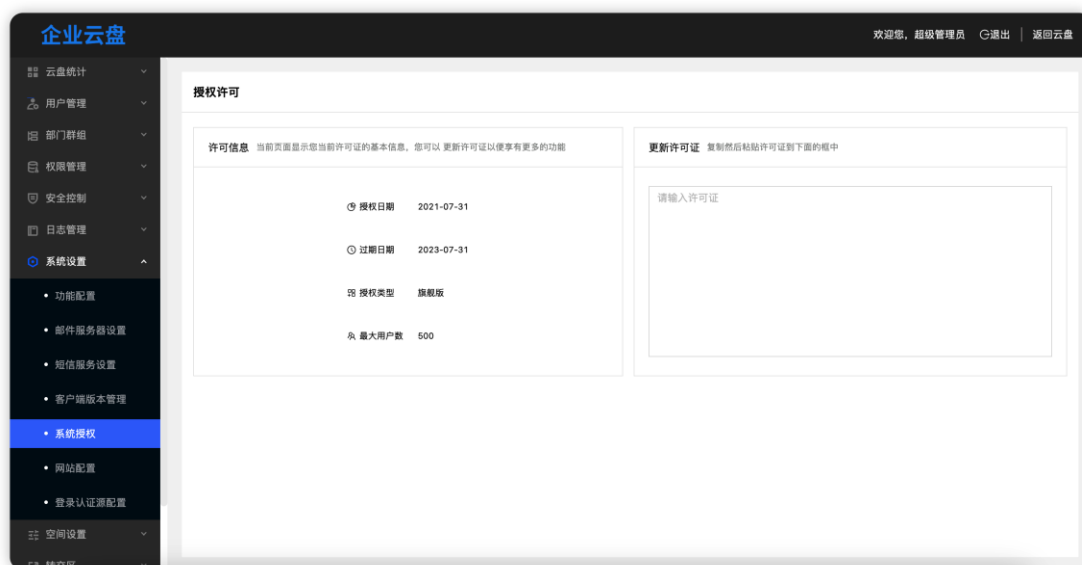 企业云盘
欢迎您，超级管理员 退出 返回云盘
云盘统计
用户管理
部门群组
权限管理
安全控制
日志管理
系统设置
功能配置
邮件服务器设置
短信服务设置
客户端版本管理
系统授权
网站配置
登录认证源配置
空间设置
授权许可
许可信息 当前页面显示您当前许可证的基本信息，您可以 更新许可证以便享有更多的功能
授权日期 2021-07-31
过期日期 2023-07-31
授权类型 旗舰版
最大用户数 500
更新许可证 复制然后粘贴许可证到下面的框中
请输入许可证